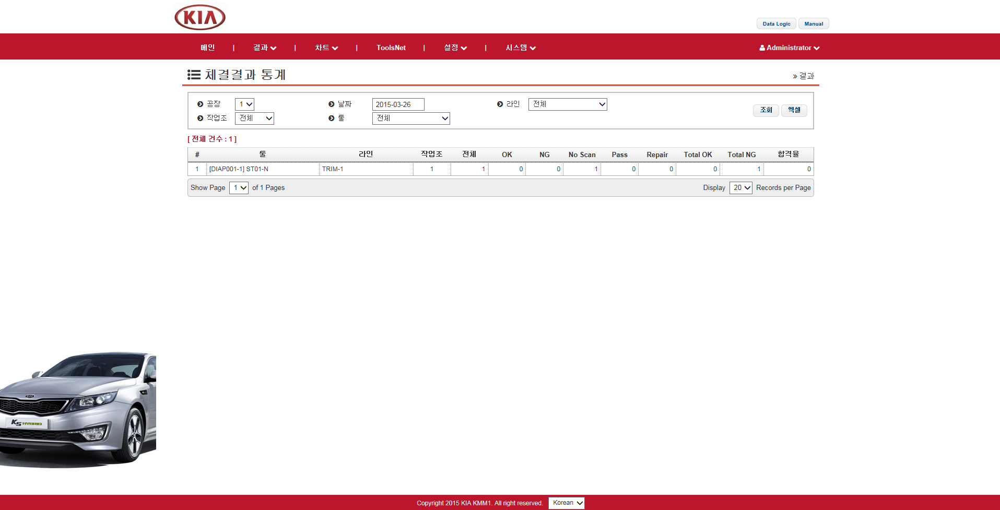 KIA
Data Logic Manual
메인 | 결과 | 차트 | ToolsNet | 설정 | 시스템 Administrator
체결결과 통계 » 결과
공장 1 날짜 2015-03-26 라인 전체 조회 엑셀
작업조 전체 툴 전체
[ 전체 건수 : 1 ]
# 툴 라인 작업조 전체 OK NG No Scan Pass Repair Total OK Total NG 합격율
1 [DIAP001-1] ST01-N TRIM-1 1 1 0 0 1 0 0 0 1 0
Show Page 1 of 1 Pages Display 20 Records per Page
K5 HYBRID
Copyright 2015 KIA KMM1. All right reserved. Korean